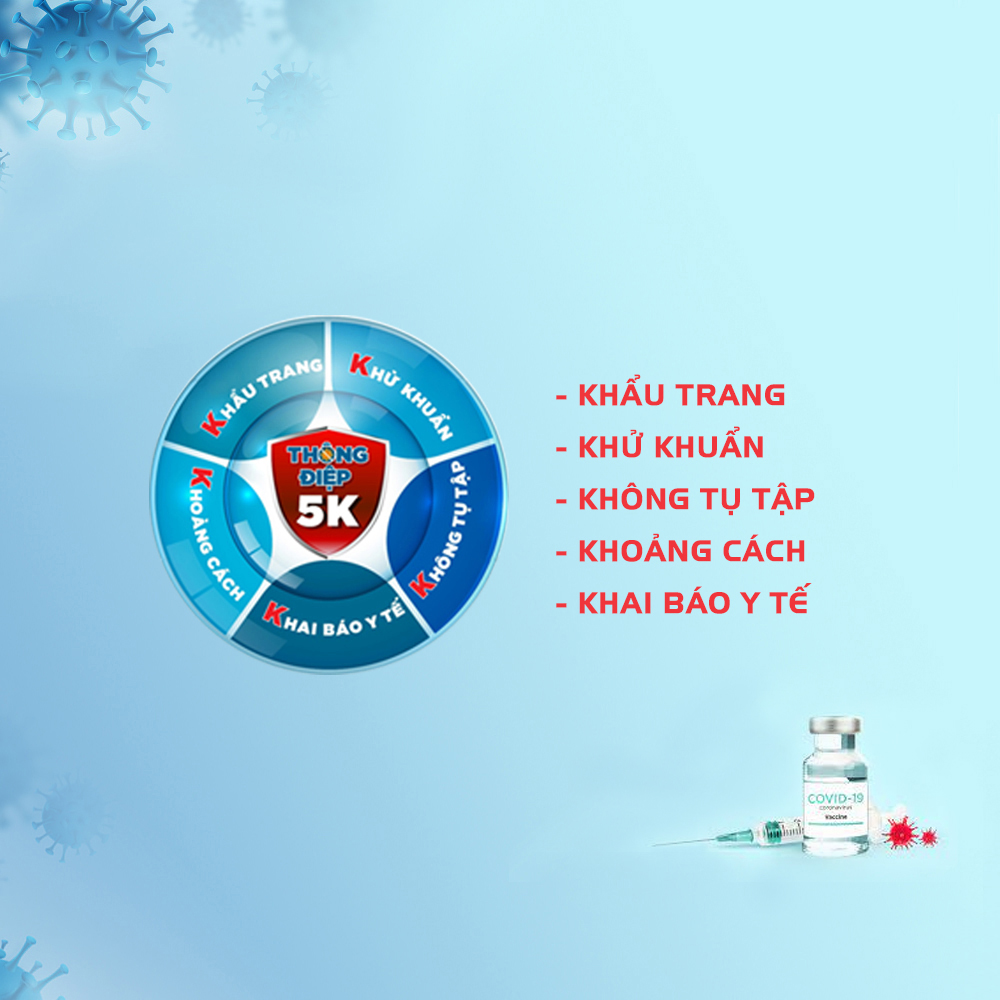 KHẨU TRANG
KHỬ KHUẨN
KHOẢNG CÁCH
THÔNG
ĐIỆP
5K
KHÔNG TỤ TẬP
KHAI BÁO Y TẾ
- KHẨU TRANG
- KHỬ KHUẨN
- KHÔNG TỤ TẬP
- KHOẢNG CÁCH
- KHAI BÁO Y TẾ
COVID-19
coronavirus
Vaccine